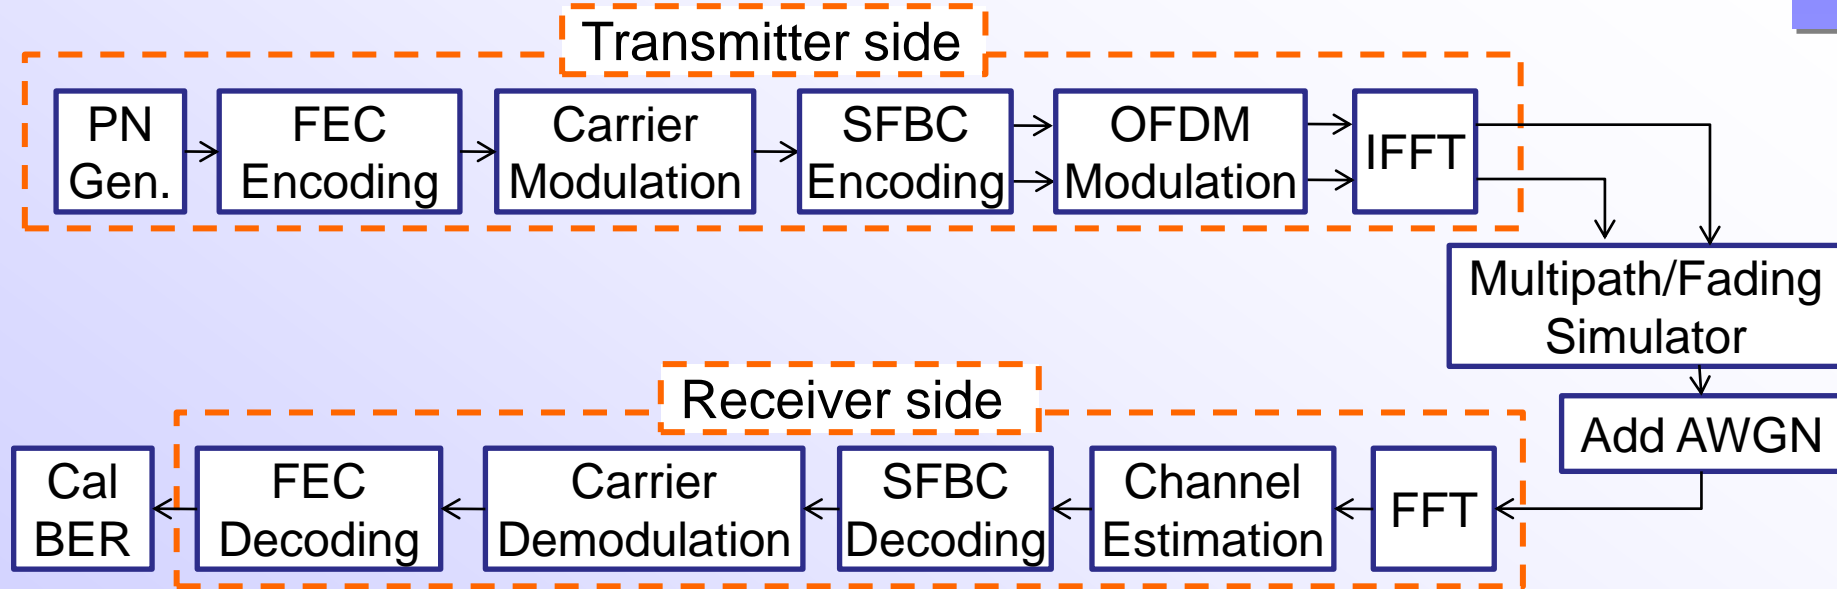 Transmitter side
PN
Gen.
FEC
Encoding
Carrier
Modulation
SFBC
Encoding
OFDM
Modulation
IFFT
Multipath/Fading
Simulator
Add AWGN
Receiver side
FFT
Channel
Estimation
SFBC
Decoding
Carrier
Demodulation
FEC
Decoding
Cal
BER